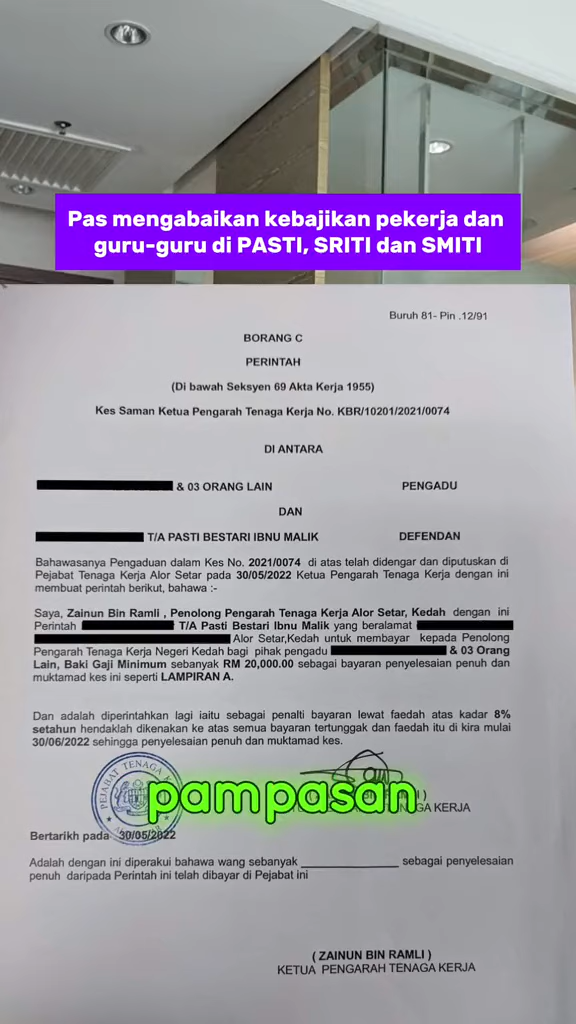 Pas mengabaikan kebajikan pekerja dan
guru-guru di PASTI, SRITI dan SMITI
Buruh 81- Pin .12/91
BORANG C
PERINTAH
(Di bawah Seksyen 69 Akta Kerja 1955)
Kes Saman Ketua Pengarah Tenaga Kerja No. KBR/10201/2021/0074
DI ANTARA
& 03 ORANG LAIN PENGADU
DAN
T/A PASTI BESTARI IBNU MALIK DEFENDAN
Bahawasanya Pengaduan dalam Kes No. 2021/0074 di atas telah didengar dan diputuskan di
Pejabat Tenaga Kerja Alor Setar pada 30/05/2022 Ketua Pengarah Tenaga Kerja dengan ini
membuat perintah berikut, bahawa :-
Saya, Zainun Bin Ramli , Penolong Pengarah Tenaga Kerja Alor Setar, Kedah dengan ini
Perintah T/A Pasti Bestari Ibnu Malik yang beralamat
Alor Setar,Kedah untuk membayar kepada Penolong
Pengarah Tenaga Kerja Negeri Kedah bagi pihak pengadu & 03 Orang
Lain, Baki Gaji Minimum sebanyak RM 20,000.00 sebagai bayaran penyelesaian penuh dan
muktamad kes ini seperti LAMPIRAN A.
Dan adalah diperintahkan lagi iaitu sebagai penalti bayaran lewat faedah atas kadar 8%
setahun hendaklah dikenakan ke atas semua bayaran tertunggak dan faedah itu di kira mulai
30/06/2022 sehingga penyelesaian penuh dan muktamad kes.
PEJABAT TENAGA
pampasan
TENAGA KERJA
Bertarikh pada 30/05/2022
Adalah dengan ini diperakui bahawa wang sebanyak ________________ sebagai penyelesaian
penuh daripada Perintah ini telah dibayar di Pejabat ini
( ZAINUN BIN RAMLI )
KETUA PENGARAH TENAGA KERJA